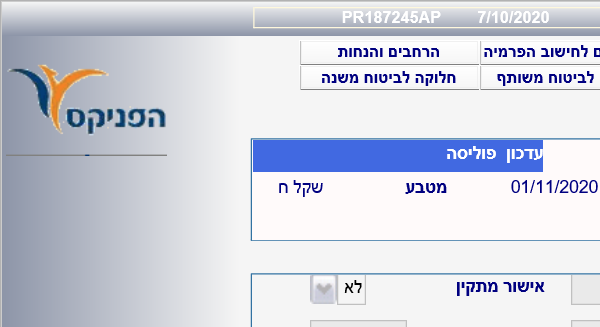 PR187245AP 7/10/2020
ם לחישוב הפרמיה הרחבים והנחות
לביטוח משותף חלוקה לביטוח משנה
הפניקס
עדכון פוליסה
01/11/2020 מטבע שקל ח
אישור מתקין לא